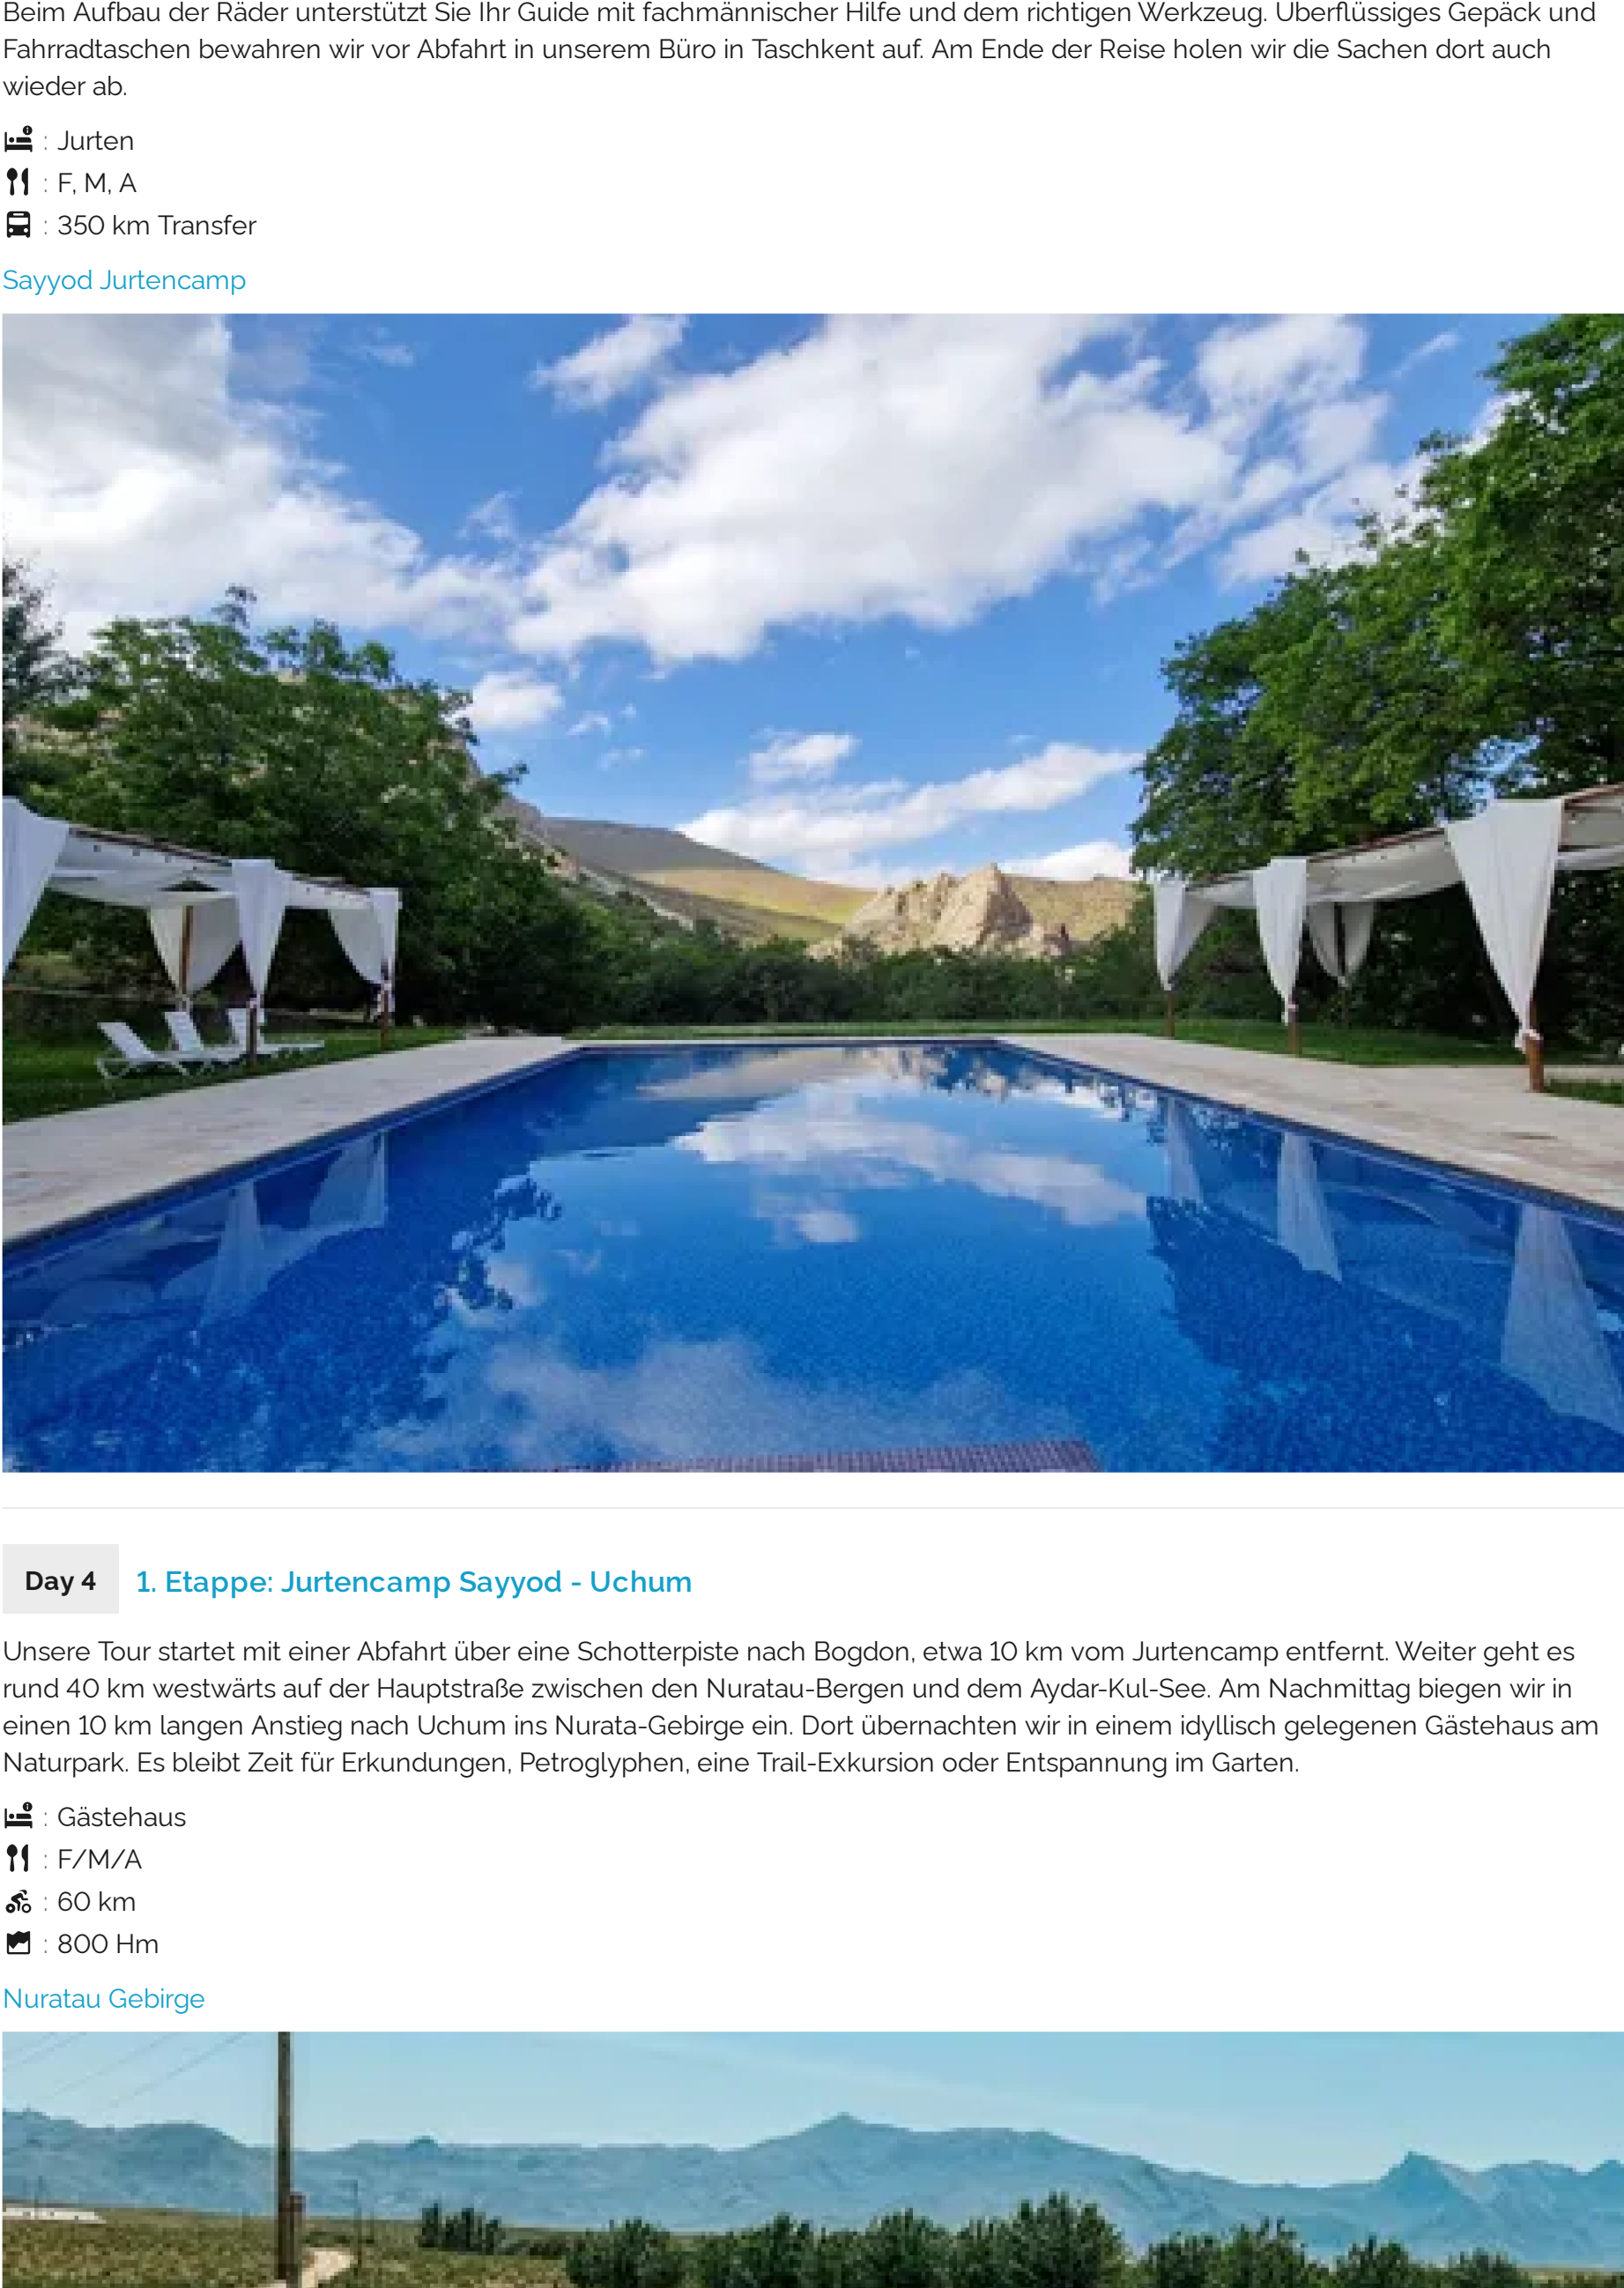 Beim Aufbau der Räder unterstützt Sie Ihr Guide mit fachmännischer Hilfe und dem richtigen Werkzeug. Überflüssiges Gepäck und
Fahrradtaschen bewahren wir vor Abfahrt in unserem Büro in Taschkent auf. Am Ende der Reise holen wir die Sachen dort auch
wieder ab.
: Jurten
: F, M, A
: 350 km Transfer
Sayyod Jurtencamp
Day 4 1. Etappe: Jurtencamp Sayyod - Uchum
Unsere Tour startet mit einer Abfahrt über eine Schotterpiste nach Bogdon, etwa 10 km vom Jurtencamp entfernt. Weiter geht es
rund 40 km westwärts auf der Hauptstraße zwischen den Nuratau-Bergen und dem Aydar-Kul-See. Am Nachmittag biegen wir in
einen 10 km langen Anstieg nach Uchum ins Nurata-Gebirge ein. Dort übernachten wir in einem idyllisch gelegenen Gästehaus am
Naturpark. Es bleibt Zeit für Erkundungen, Petroglyphen, eine Trail-Exkursion oder Entspannung im Garten.
: Gästehaus
: F/M/A
: 60 km
: 800 Hm
Nuratau Gebirge